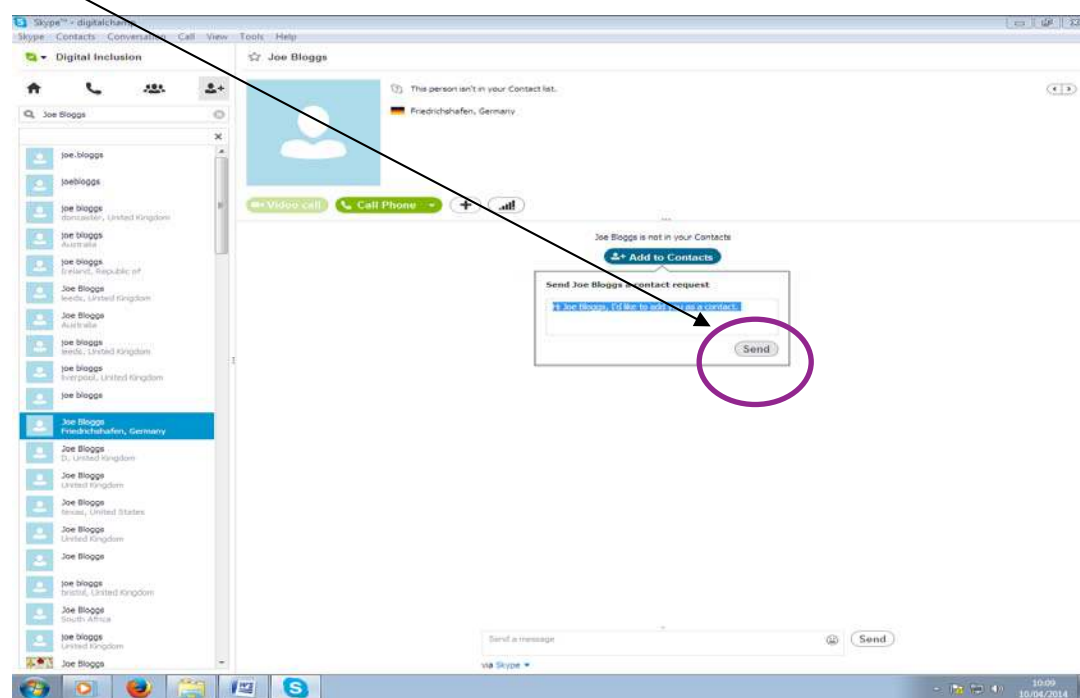 Skype™ - digitalchamp
Skype Contacts Conversation Call View Tools Help
Digital Inclusion
Joe Bloggs
joe.bloggs
joebloggs
joe bloggs
doncaster, United Kingdom
joe bloggs
Australia
joe bloggs
Ireland, Republic of
Joe Bloggs
leeds, United Kingdom
Joe Bloggs
Australia
joe bloggs
leeds, United Kingdom
joe bloggs
liverpool, United Kingdom
joe bloggs
Joe Bloggs
Friedrichshafen, Germany
Joe Bloggs
D, United Kingdom
Joe Bloggs
United Kingdom
Joe Bloggs
texas, United States
Joe Bloggs
United Kingdom
Joe Bloggs
joe bloggs
bristol, United Kingdom
Joe Bloggs
South Africa
joe bloggs
United Kingdom
Joe Bloggs
Joe Bloggs
This person isn't in your Contact list.
Friedrichshafen, Germany
Video call
Call Phone
Joe Bloggs is not in your Contacts
Add to Contacts
Send Joe Bloggs a contact request
Hi Joe Bloggs, I'd like to add you as a contact.
Send
Send a message
Send
via Skype
10:09
10/04/2014